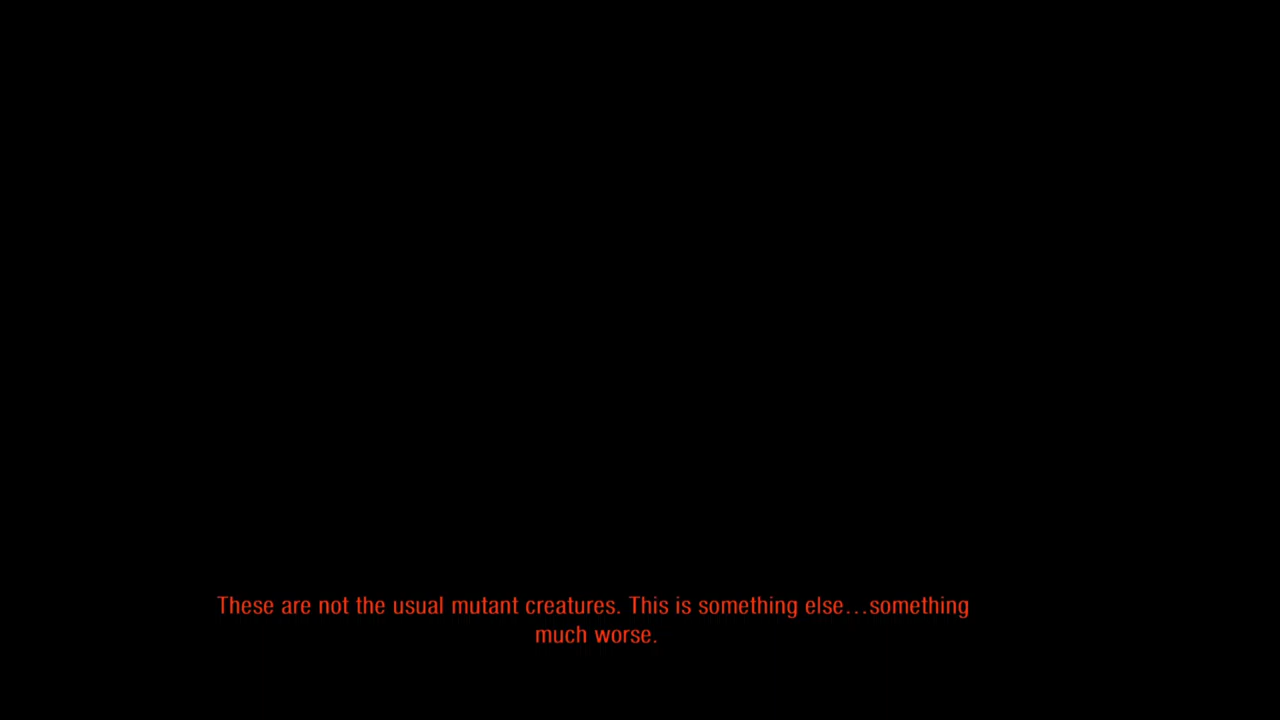 These are not the usual mutant creatures. This is something else...something
much worse.